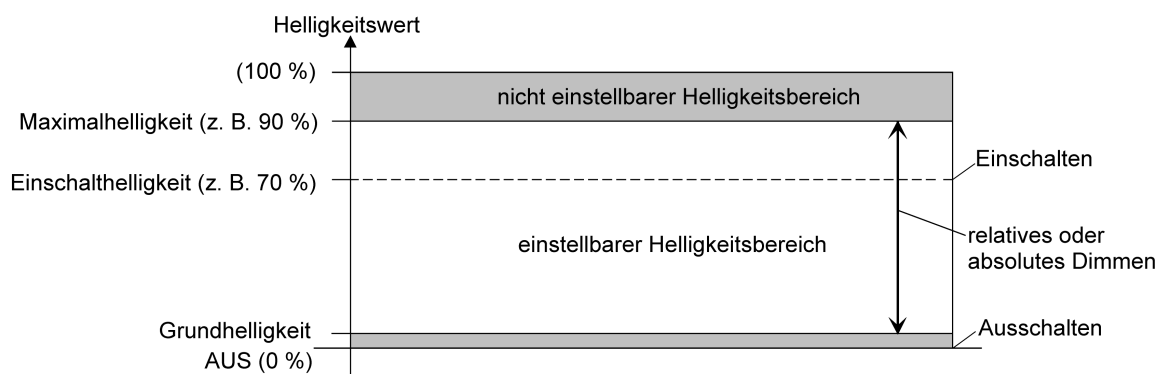 Helligkeitswert
(100 %)
nicht einstellbarer Helligkeitsbereich
Maximalhelligkeit (z. B. 90 %)
Einschalten
Einschalthelligkeit (z. B. 70 %)
einstellbarer Helligkeitsbereich
relatives oder
absolutes Dimmen
Grundhelligkeit
Ausschalten
AUS (0 %)